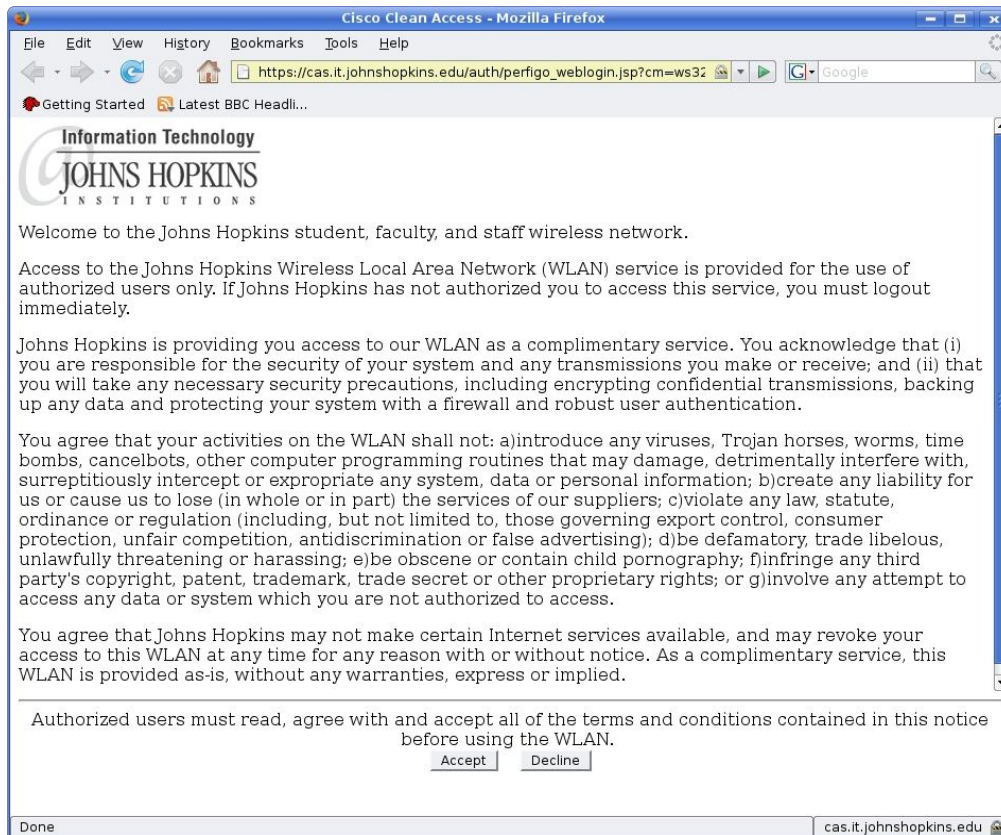 Cisco Clean Access - Mozilla Firefox
File Edit View History Bookmarks Tools Help
https://cas.it.johnshopkins.edu/auth/perfigo_weblogin.jsp?cm=ws32
G Google
Getting Started Latest BBC Headli...
Information Technology
@
JOHNS HOPKINS
INSTITUTIONS
Welcome to the Johns Hopkins student, faculty, and staff wireless network.
Access to the Johns Hopkins Wireless Local Area Network (WLAN) service is provided for the use of
authorized users only. If Johns Hopkins has not authorized you to access this service, you must logout
immediately.
Johns Hopkins is providing you access to our WLAN as a complimentary service. You acknowledge that (i)
you are responsible for the security of your system and any transmissions you make or receive; and (ii) that
you will take any necessary security precautions, including encrypting confidential transmissions, backing
up any data and protecting your system with a firewall and robust user authentication.
You agree that your activities on the WLAN shall not: a)introduce any viruses, Trojan horses, worms, time
bombs, cancelbots, other computer programming routines that may damage, detrimentally interfere with,
surreptitiously intercept or expropriate any system, data or personal information; b)create any liability for
us or cause us to lose (in whole or in part) the services of our suppliers; c)violate any law, statute,
ordinance or regulation (including, but not limited to, those governing export control, consumer
protection, unfair competition, antidiscrimination or false advertising); d)be defamatory, trade libelous,
unlawfully threatening or harassing; e)be obscene or contain child pornography; f)infringe any third
party's copyright, patent, trademark, trade secret or other proprietary rights; or g)involve any attempt to
access any data or system which you are not authorized to access.
You agree that Johns Hopkins may not make certain Internet services available, and may revoke your
access to this WLAN at any time for any reason with or without notice. As a complimentary service, this
WLAN is provided as-is, without any warranties, express or implied.
Authorized users must read, agree with and accept all of the terms and conditions contained in this notice
before using the WLAN.
Accept Decline
Done cas.it.johnshopkins.edu